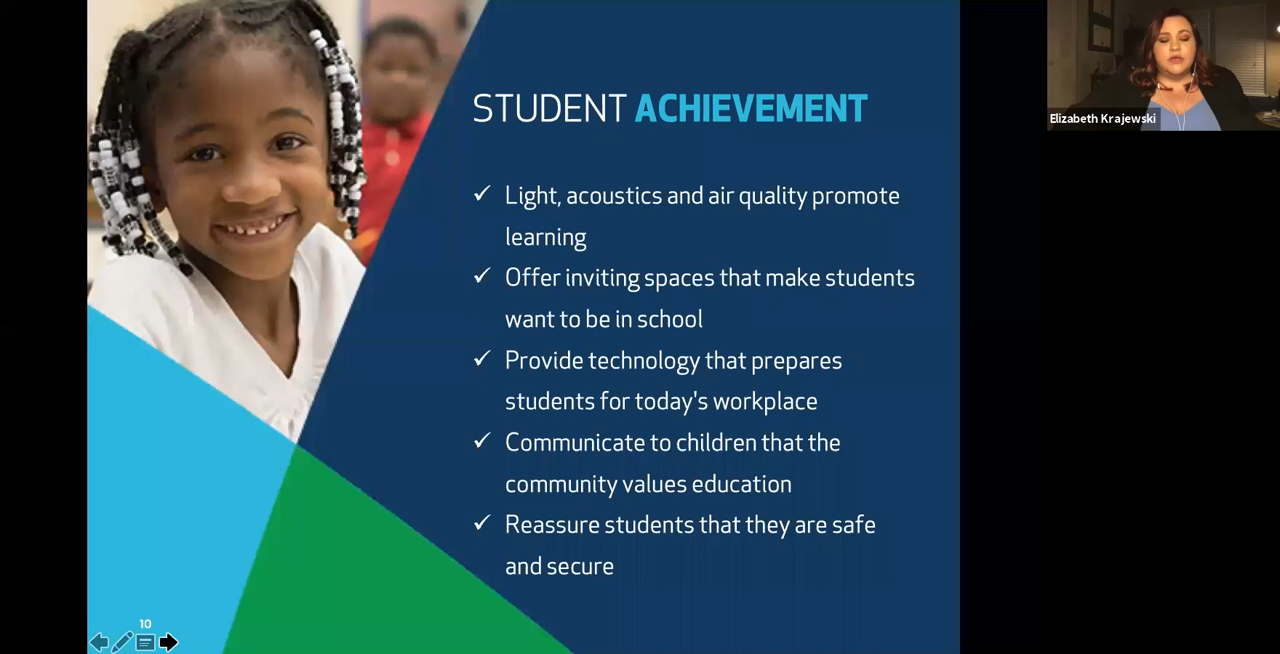 STUDENT ACHIEVEMENT
✓ Light, acoustics and air quality promote
learning
✓ Offer inviting spaces that make students
want to be in school
✓ Provide technology that prepares
students for today's workplace
✓ Communicate to children that the
community values education
✓ Reassure students that they are safe
and secure
10
Elizabeth Krajewski